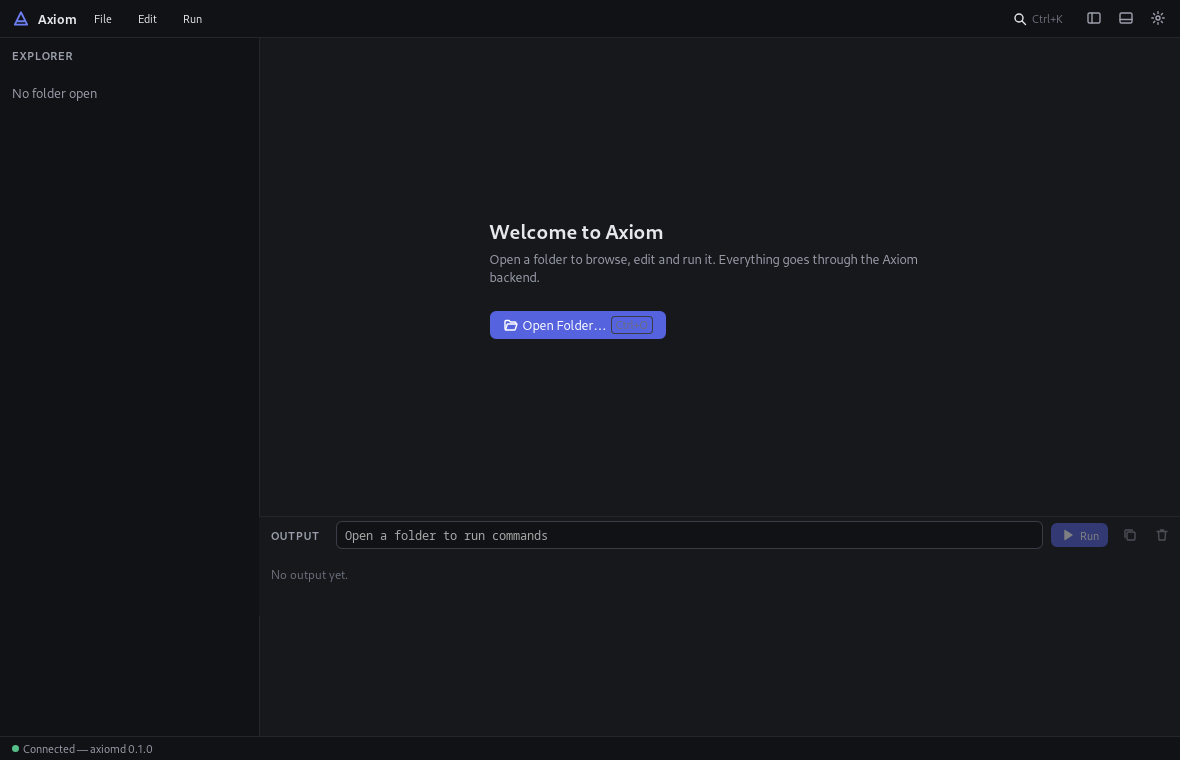 Axiom File Edit Run Ctrl+K
EXPLORER
No folder open
Welcome to Axiom
Open a folder to browse, edit and run it. Everything goes through the Axiom
backend.
Open Folder…
OUTPUT Open a folder to run commands Run
No output yet.
Connected — axiomd 0.1.0